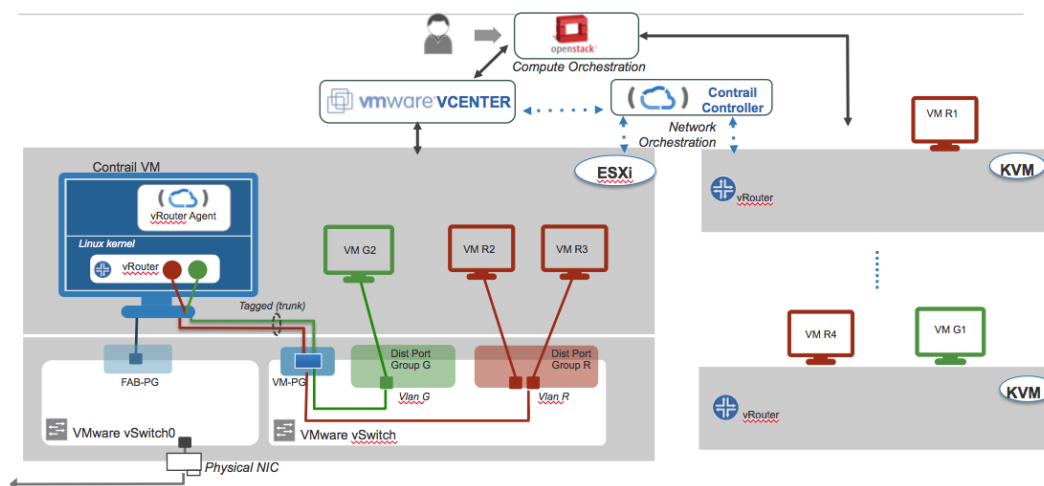 openstack™
Compute Orchestration
vmware® VCENTER
Contrail
Controller
Network
Orchestration
VM R1
Contrail VM
ESXi
KVM
vRouter Agent
vRouter
Linux kernel
VM G2
VM R2
VM R3
vRouter
Tagged (trunk)
VM R4
VM G1
Dist Port
Group G
Dist Port
Group R
FAB-PG
VM-PG
Vlan G
Vlan R
KVM
vRouter
VMware vSwitch0
VMware vSwitch
Physical NIC